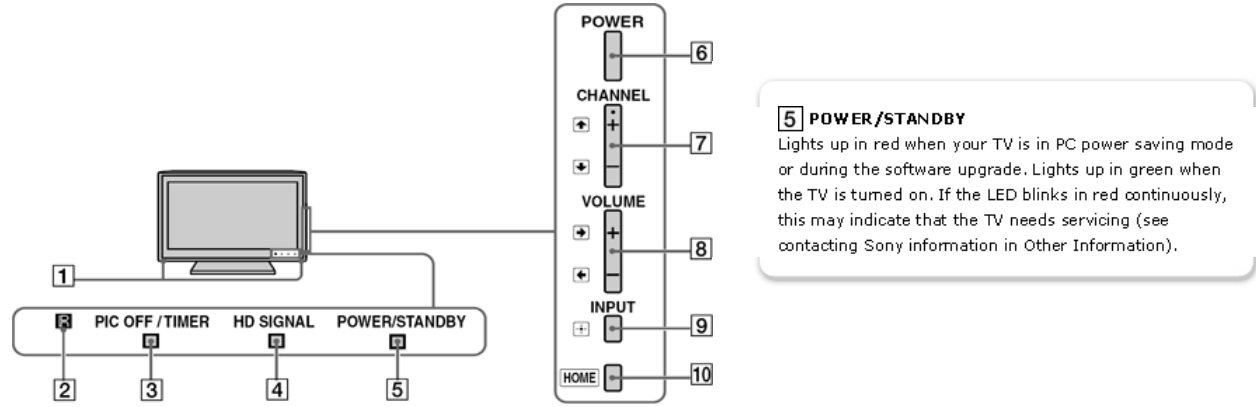 POWER
6
CHANNEL
+
7
−
VOLUME
+
8
−
INPUT
9
HOME
10
1
R PIC OFF / TIMER HD SIGNAL POWER/STANDBY
2 3 4 5
5 POWER/STANDBY
Lights up in red when your TV is in PC power saving mode
or during the software upgrade. Lights up in green when
the TV is turned on. If the LED blinks in red continuously,
this may indicate that the TV needs servicing (see
contacting Sony information in Other Information).